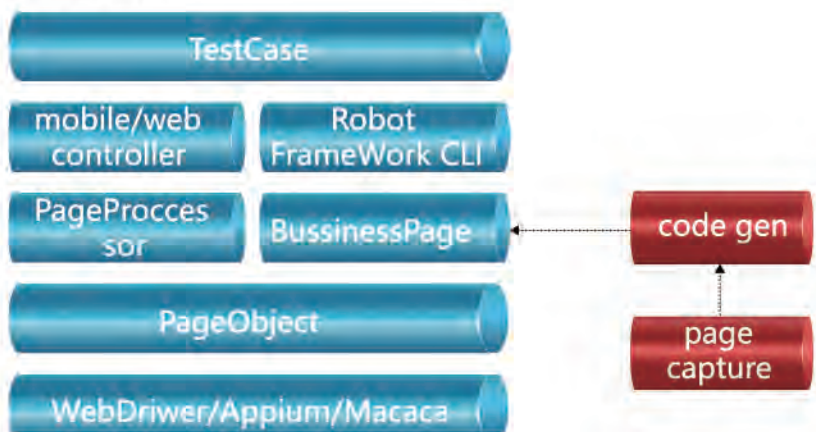 TestCase
mobile/web
controller
Robot
FrameWork CLI
PageProcces
sor
BussinessPage
code gen
PageObject
page
capture
WebDriwer/Appium/Macaca